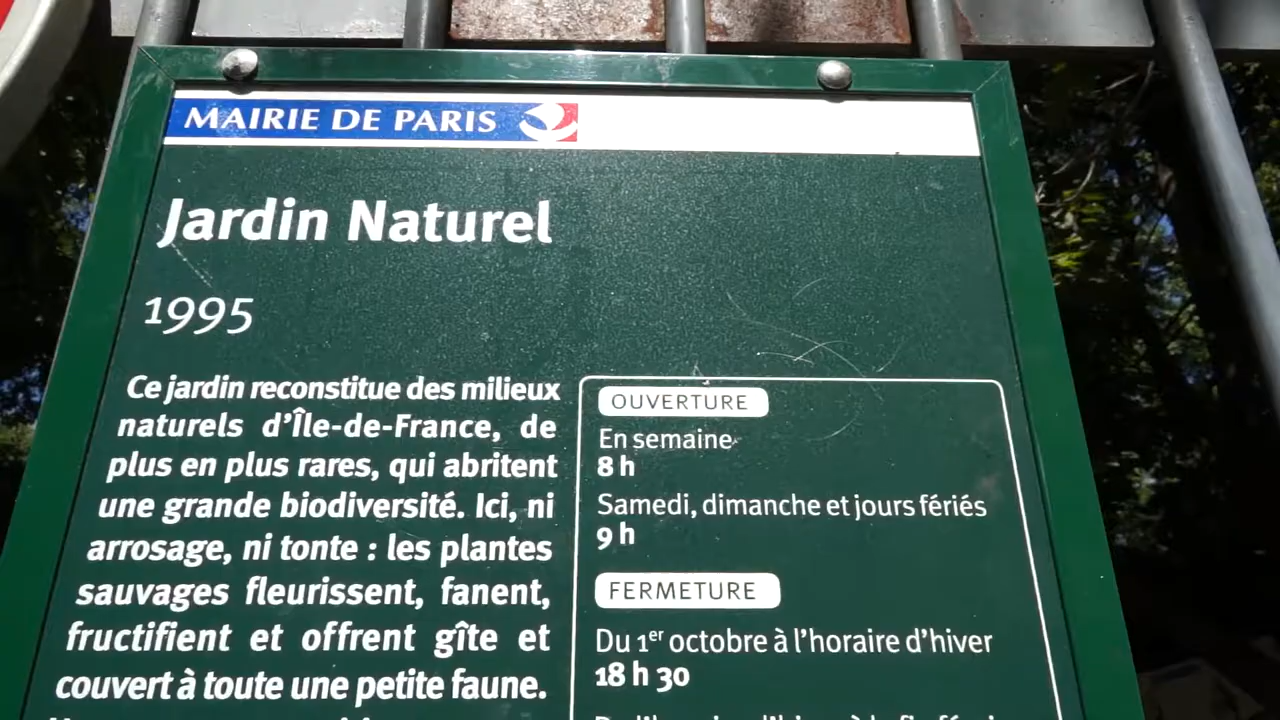 MAIRIE DE PARIS
Jardin Naturel
1995
Ce jardin reconstitue des milieux
naturels d'Île-de-France, de
plus en plus rares, qui abritent
une grande biodiversité. Ici, ni
arrosage, ni tonte : les plantes
sauvages fleurissent, fanent,
fructifient et offrent gîte et
couvert à toute une petite faune.
OUVERTURE
En semaine
8 h
Samedi, dimanche et jours fériés
9 h
FERMETURE
Du 1er octobre à l'horaire d'hiver
18 h 30